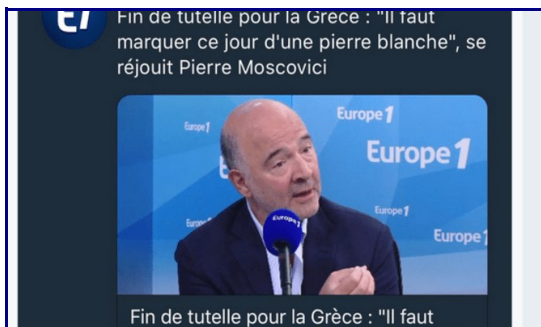 E1
Fin de tutelle pour la Grèce : "Il faut
marquer ce jour d'une pierre blanche", se
réjouit Pierre Moscovici
Europe 1
Europe 1
Europe 1
Europe 1
Europe 1
Europe 1
Fin de tutelle pour la Grèce : "Il faut